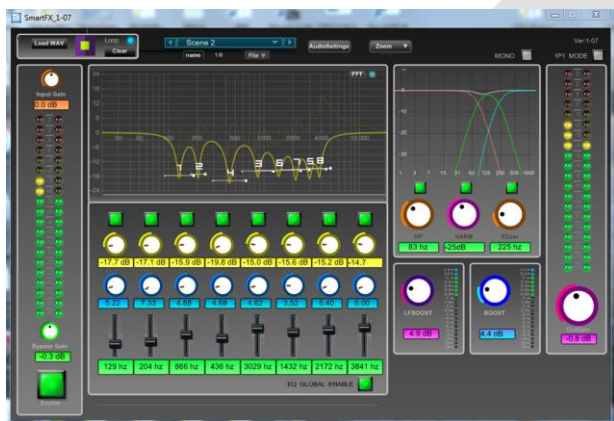 SmartFX_1-07
Load WAV
Loop
Clear
Scene 2
name
1/8
File V
AudioSettings
Zoom
Ver:1-07
MONO
1P1 MODE
Input Gain
0.0 dB
FFT
1 2 4 3 6 7 5 8
HP
HARM
XOver
83 hz
-25dB
225 hz
-17.7 dB -17.1 dB -15.9 dB -19.8 dB -15.0 dB -15.6 dB -15.2 dB -14.7
5.22 7.33 4.88 4.68 4.62 3.52 5.40 6.00
129 hz 204 hz 866 hz 436 hz 3029 hz 1432 hz 2172 hz 3841 hz
EQ GLOBAL ENABLE
LFBOOST
4.9 dB
BOOST
4.4 dB
OutGain
-0.8 dB
Bypass Gain
-0.3 dB
Enable